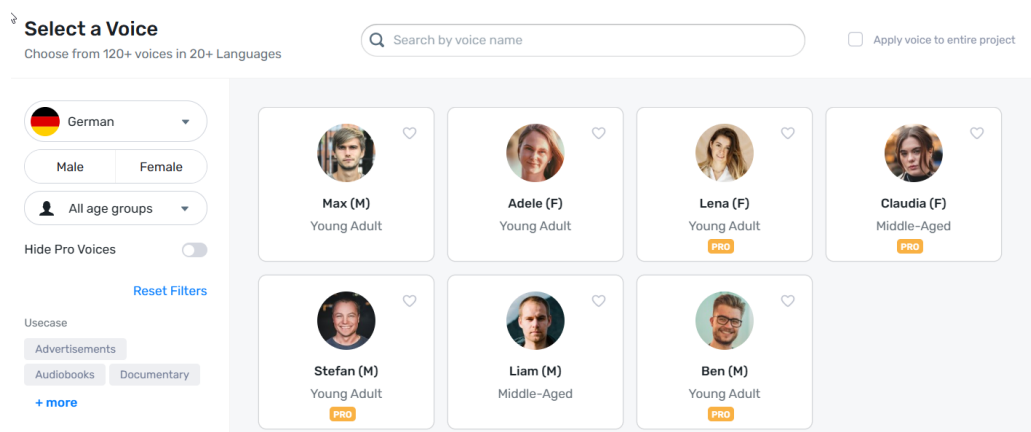 Select a Voice
Choose from 120+ voices in 20+ Languages
Search by voice name
Apply voice to entire project
German
Male
Female
All age groups
Hide Pro Voices
Reset Filters
Usecase
Advertisements
Audiobooks
Documentary
+ more
Max (M)
Young Adult
Adele (F)
Young Adult
Lena (F)
Young Adult
PRO
Claudia (F)
Middle-Aged
PRO
Stefan (M)
Young Adult
PRO
Liam (M)
Middle-Aged
Ben (M)
Young Adult
PRO